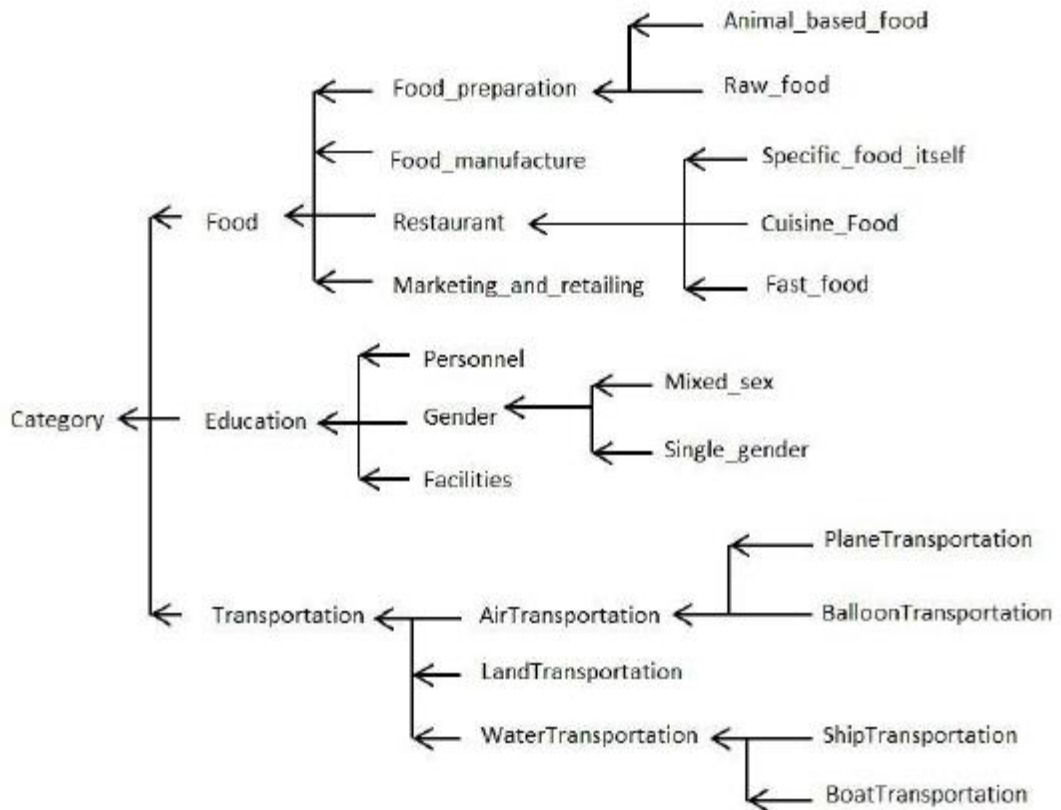 Animal_based_food
Food_preparation
Raw_food
Food_manufacture
Specific_food_itself
Food
Restaurant
Cuisine_Food
Marketing_and_retailing
Fast_food
Personnel
Mixed_sex
Category
Education
Gender
Single_gender
Facilities
PlaneTransportation
Transportation
AirTransportation
BalloonTransportation
LandTransportation
WaterTransportation
ShipTransportation
BoatTransportation